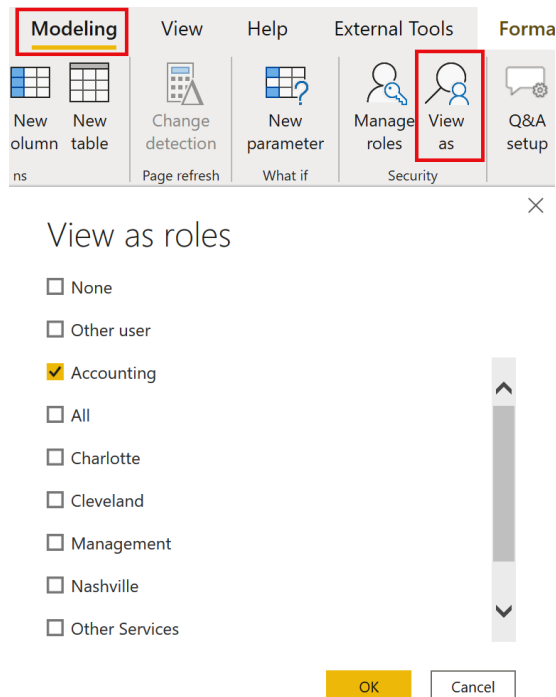 Modeling View Help External Tools Forma
New New Change New Manage View Q&A
olumn table detection parameter roles as setup
ns Page refresh What if Security
View as roles
None
Other user
Accounting
All
Charlotte
Cleveland
Management
Nashville
Other Services
OK Cancel